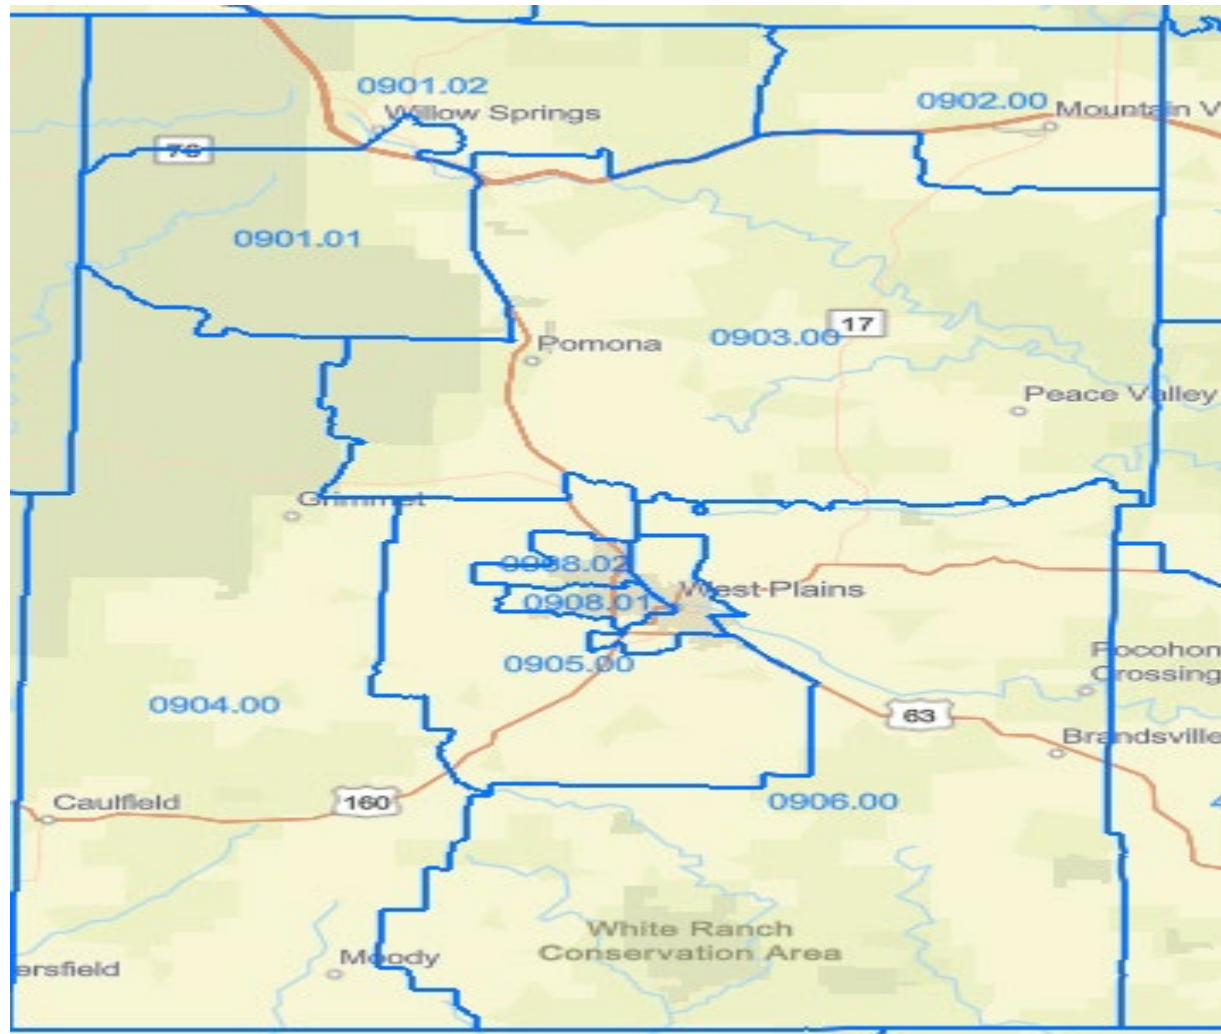 0901.02
Willow Springs
0902.00
Mountain V
76
0901.01
17
0903.00
Pomona
Peace Valley
Grimmet
0908.02
West Plains
0908.01
Pocohon
Crossing
0905.00
0904.00
63
Brandsville
Caulfield
160
0906.00
4
White Ranch
Conservation Area
Moody
ersfield